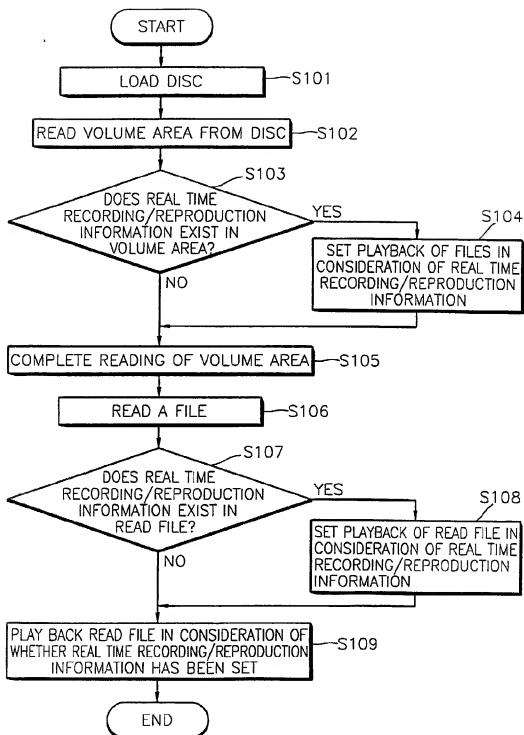 START
LOAD DISC
S101
READ VOLUME AREA FROM DISC
S102
S103
DOES REAL TIME
RECORDING/REPRODUCTION
INFORMATION EXIST IN
VOLUME AREA?
YES
NO
S104
SET PLAYBACK OF FILES IN
CONSIDERATION OF REAL TIME
RECORDING/REPRODUCTION
INFORMATION
COMPLETE READING OF VOLUME AREA
S105
READ A FILE
S106
S107
DOES REAL TIME
RECORDING/REPRODUCTION
INFORMATION EXIST IN
READ FILE?
YES
NO
S108
SET PLAYBACK OF READ FILE IN
CONSIDERATION OF REAL TIME
RECORDING/REPRODUCTION
INFORMATION
PLAY BACK READ FILE IN CONSIDERATION OF
WHETHER REAL TIME RECORDING/REPRODUCTION
INFORMATION HAS BEEN SET
S109
END